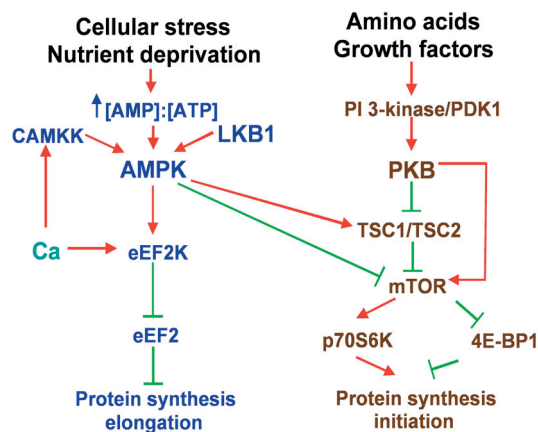 Cellular stress
Nutrient deprivation
Amino acids
Growth factors
[AMP]:[ATP]
PI 3-kinase/PDK1
CAMKK
LKB1
AMPK
PKB
TSC1/TSC2
Ca
eEF2K
mTOR
eEF2
p70S6K
4E-BP1
Protein synthesis
elongation
Protein synthesis
initiation